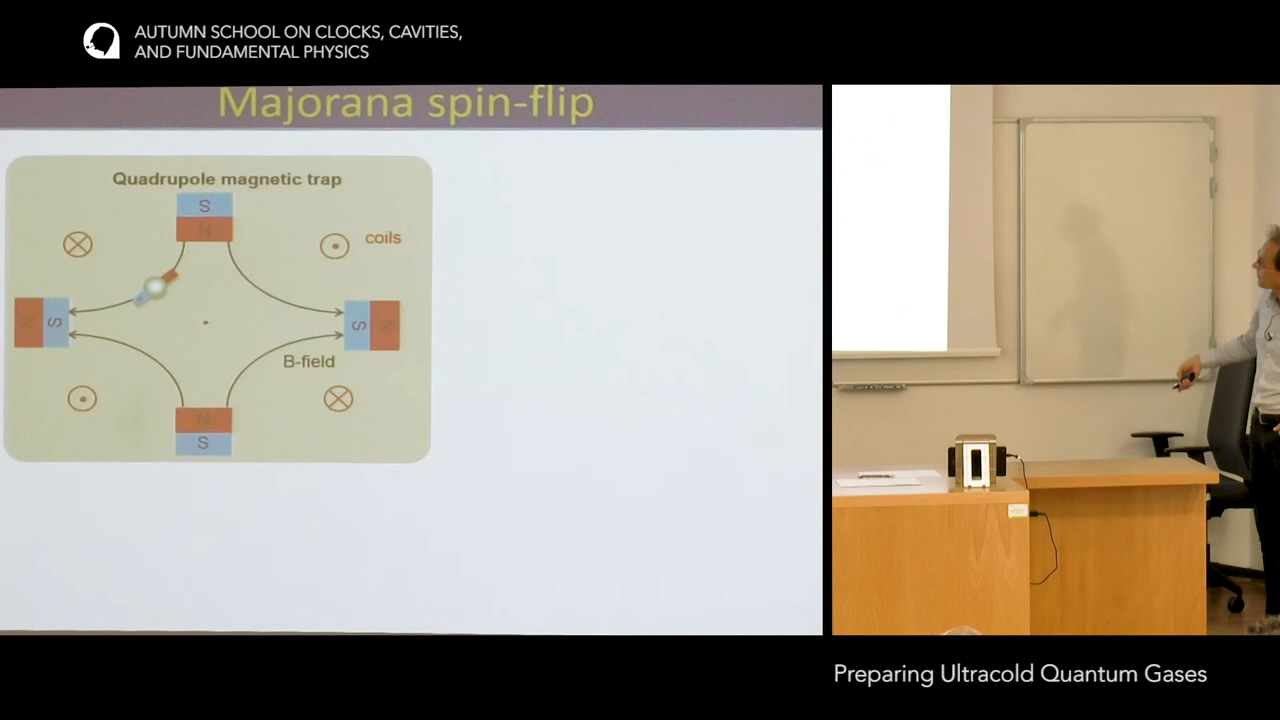 AUTUMN SCHOOL ON CLOCKS, CAVITIES,
AND FUNDAMENTAL PHYSICS
Majorana spin-flip
Quadrupole magnetic trap
S
N
coils
N S
S N
B-field
N
S
Preparing Ultracold Quantum Gases